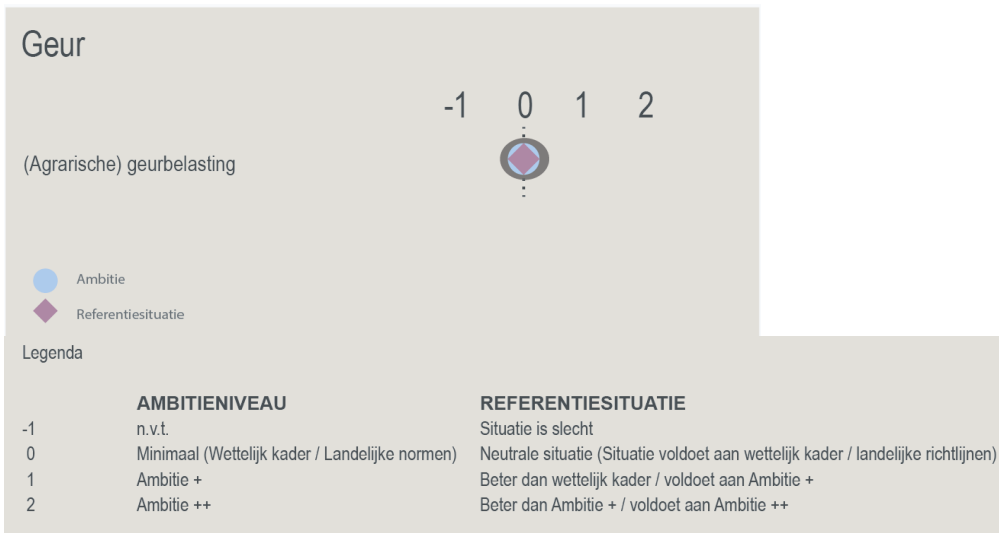 Geur
-1 0 1 2
(Agrarische) geurbelasting
Ambitie
Referentiesituatie
Legenda
AMBITIENIVEAU REFERENTIESITUATIE
-1 n.v.t. Situatie is slecht
0 Minimaal (Wettelijk kader / Landelijke normen) Neutrale situatie (Situatie voldoet aan wettelijk kader / landelijke richtlijnen)
1 Ambitie + Beter dan wettelijk kader / voldoet aan Ambitie +
2 Ambitie ++ Beter dan Ambitie + / voldoet aan Ambitie ++